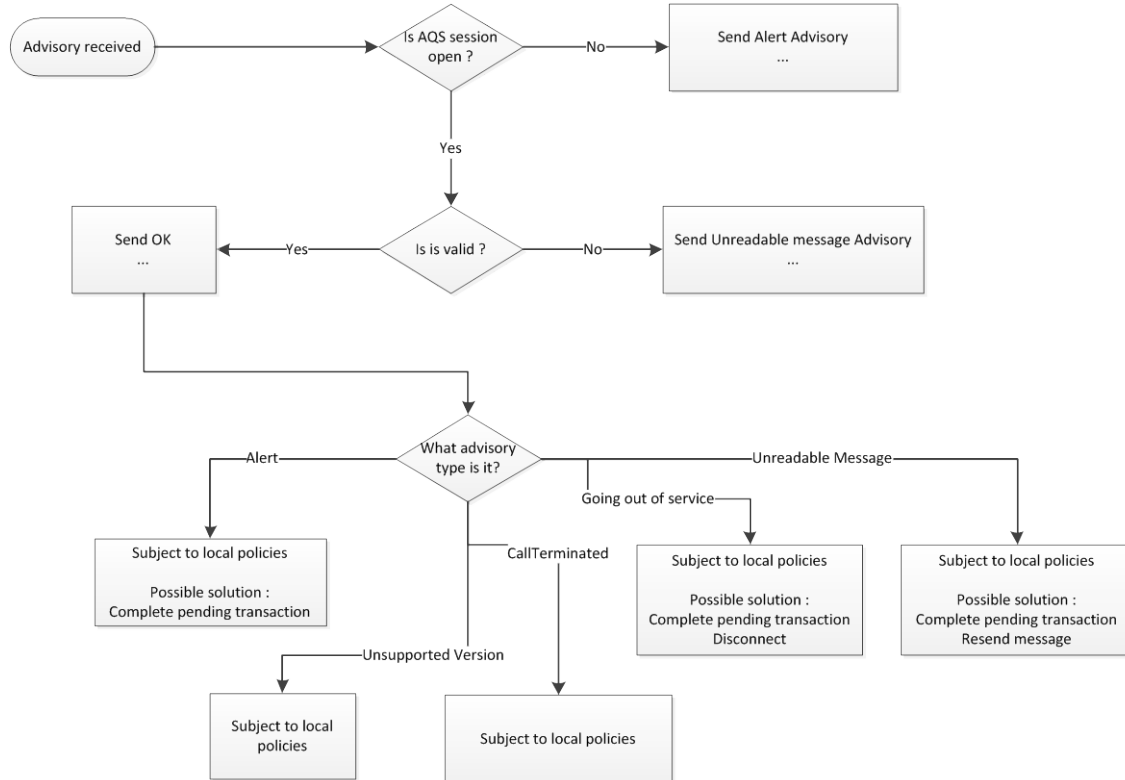 Advisory received
Is AQS session
open ?
No
Send Alert Advisory
...
Yes
Send OK
...
Yes
Is is valid ?
No
Send Unreadable message Advisory
...
What advisory
type is it?
Alert
Unreadable Message
Going out of service
CallTerminated
Subject to local policies
Possible solution :
Complete pending transaction
Subject to local policies
Possible solution :
Complete pending transaction
Disconnect
Subject to local policies
Possible solution :
Complete pending transaction
Resend message
Unsupported Version
Subject to local
policies
Subject to local policies